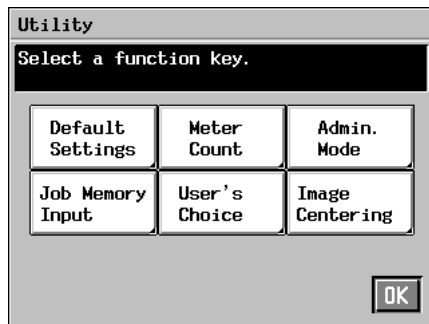 Utility
Select a function key.
Default
Settings
Meter
Count
Admin.
Mode
Job Memory
Input
User's
Choice
Image
Centering
OK